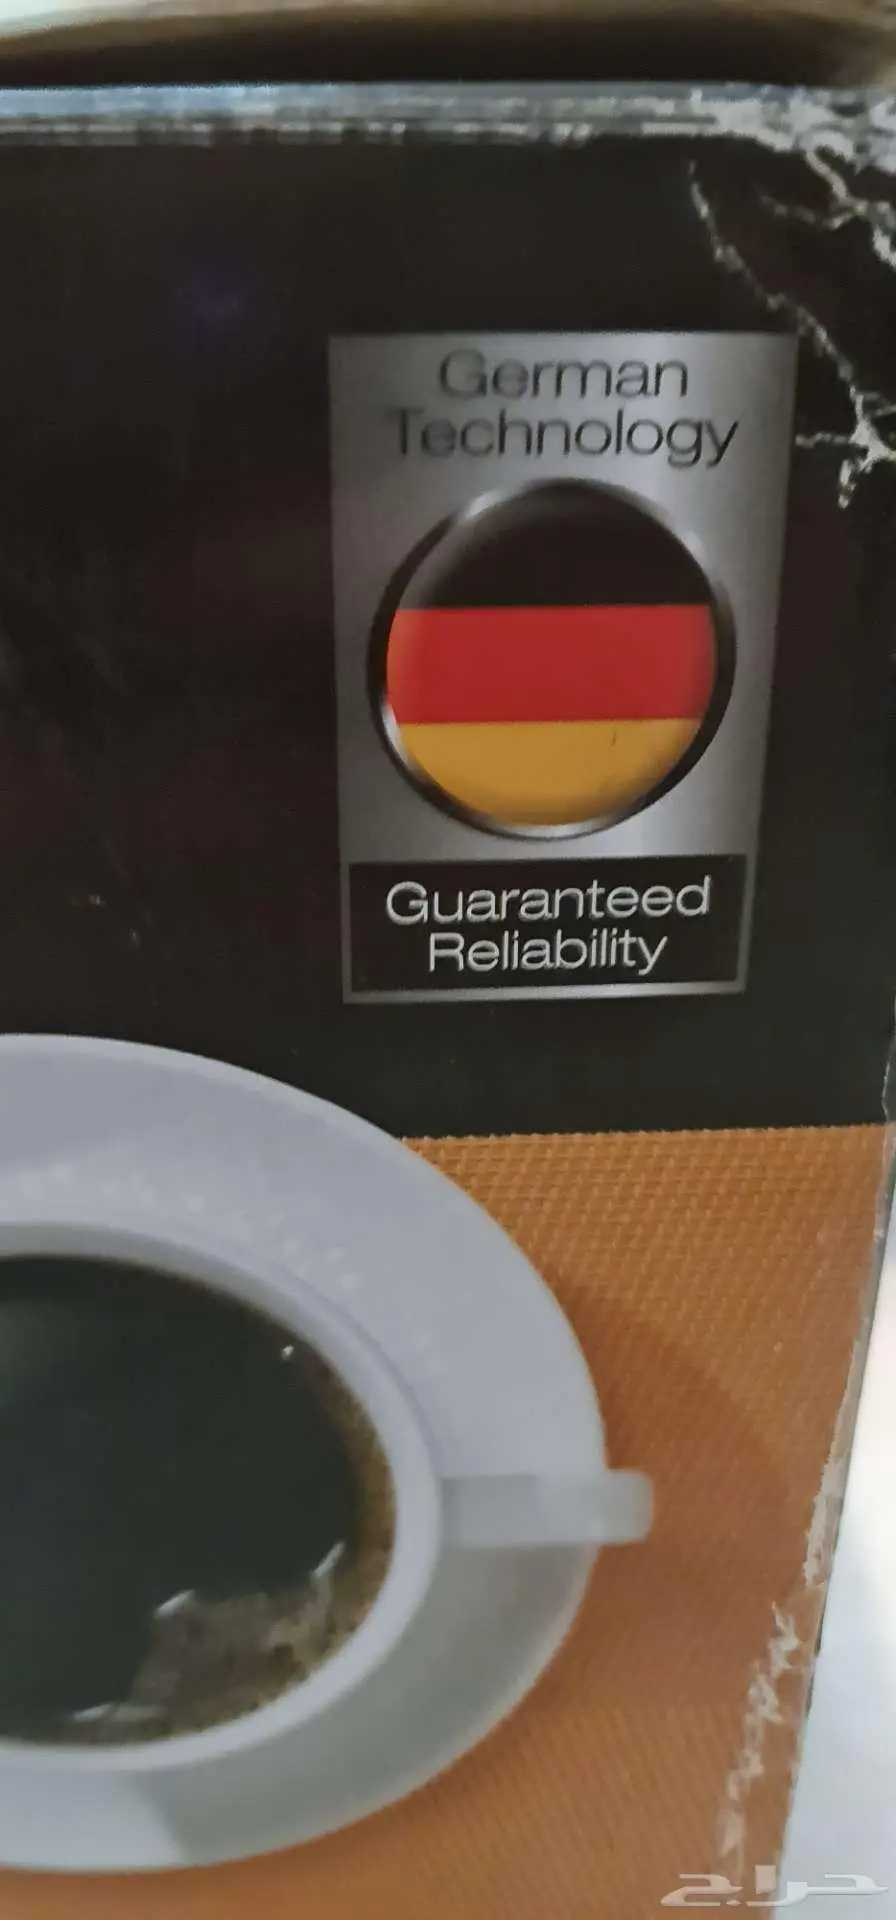 German
Technology
Guaranteed
Reliability
حراج